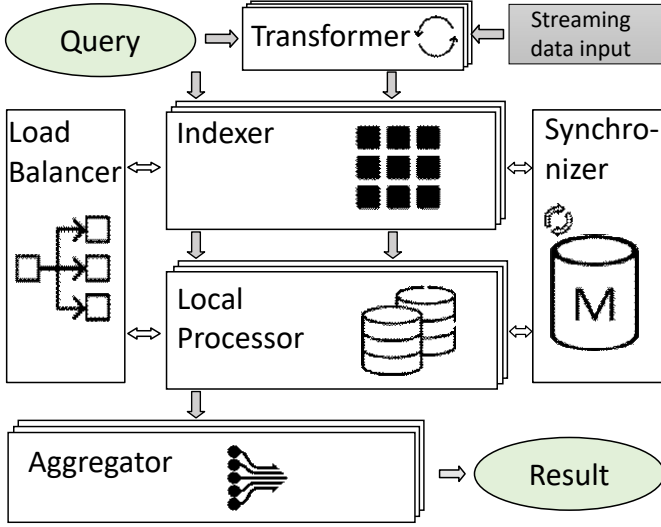 Query
Transformer
Streaming
data input
Load
Balancer
Indexer
Synchro-
nizer
M
Local
Processor
Aggregator
Result